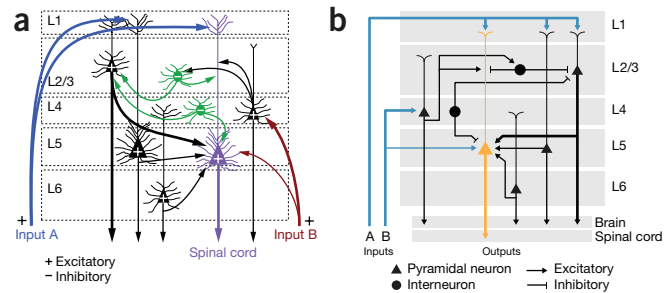 a
L1
L2/3
L4
L5
L6
+
+
Input A
Spinal cord
Input B
+ Excitatory
− Inhibitory
b
L1
L2/3
L4
L5
L6
Brain
Spinal cord
A B
Inputs
Outputs
Pyramidal neuron
Excitatory
Interneuron
Inhibitory